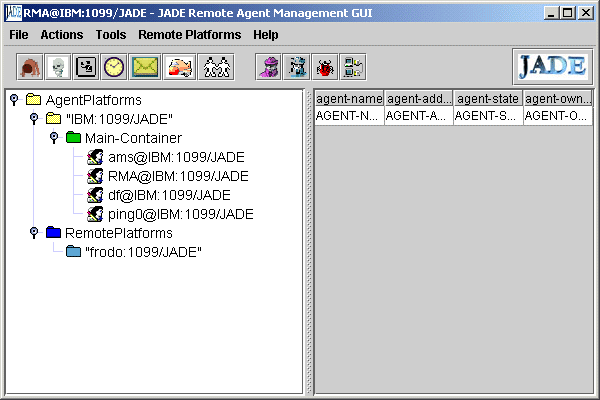 RMA@IBM:1099/JADE - JADE Remote Agent Management GUI
File Actions Tools Remote Platforms Help
JADE
AgentPlatforms
"IBM:1099/JADE"
Main-Container
ams@IBM:1099/JADE
RMA@IBM:1099/JADE
df@IBM:1099/JADE
ping0@IBM:1099/JADE
RemotePlatforms
"frodo:1099/JADE"
agent-name agent-add... agent-state agent-own...
AGENT-N... AGENT-A... AGENT-S... AGENT-O...